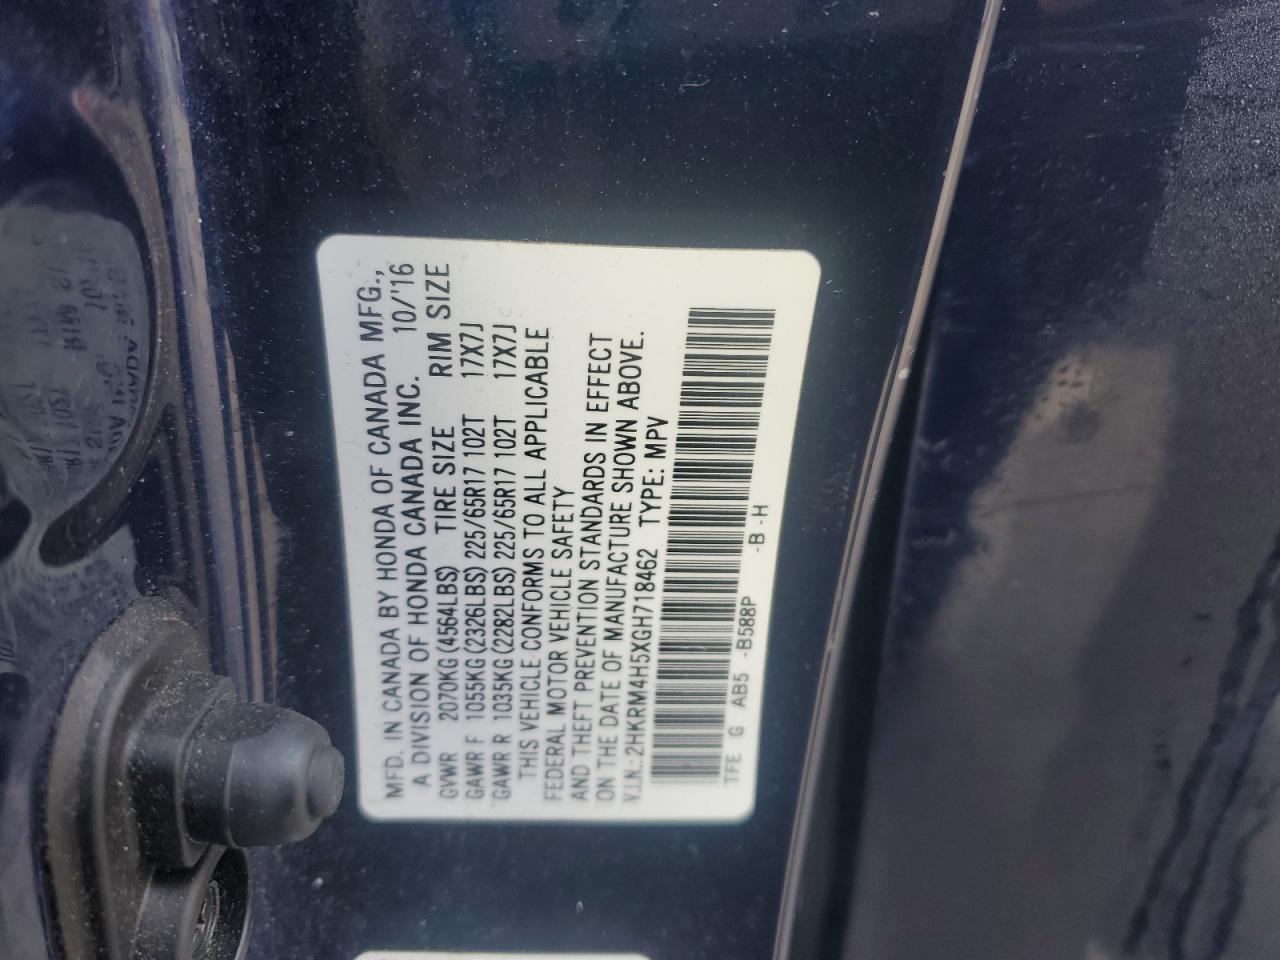 MFD. IN CANADA BY HONDA OF CANADA MFG.,
A DIVISION OF HONDA CANADA INC. 10/'16
GVWR 2070KG(4564LBS) TIRE SIZE RIM SIZE
GAWR F 1055KG(2326LBS) 225/65R17 102T 17X7J
GAWR R 1035KG(2282LBS) 225/65R17 102T 17X7J
THIS VEHICLE CONFORMS TO ALL APPLICABLE
FEDERAL MOTOR VEHICLE SAFETY
AND THEFT PREVENTION STANDARDS IN EFFECT
ON THE DATE OF MANUFACTURE SHOWN ABOVE.
V.I.N.:2HKRM4H5XGH718462 TYPE: MPV
TFE G AB5 -B588P -B -H